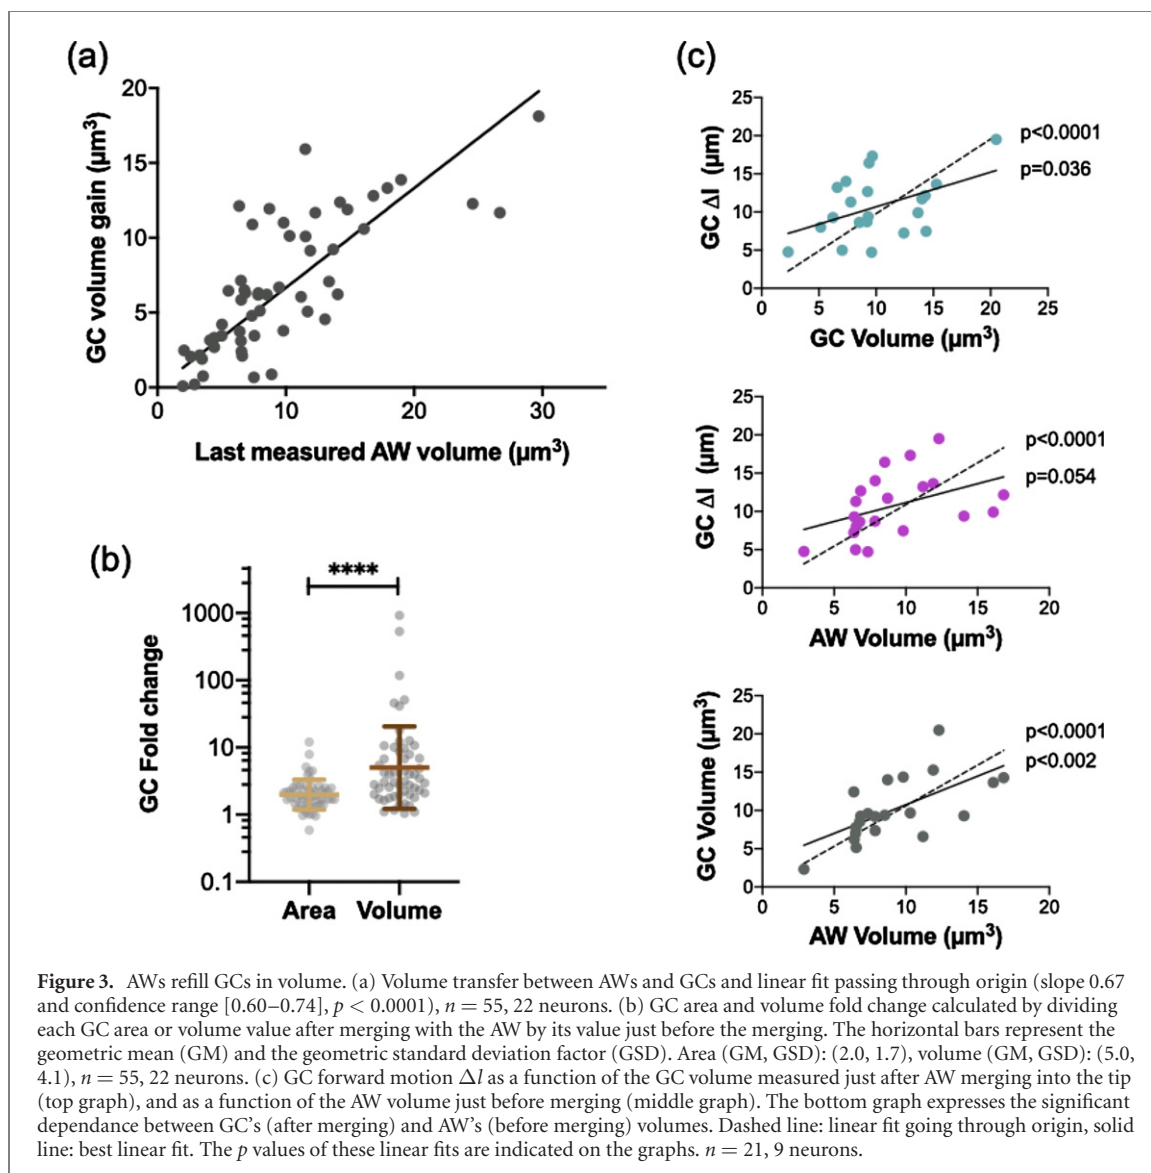 (a)
20
15
10
5
0
GC volume gain (µm³)
0 10 20 30
Last measured AW volume (µm³)
(b)
****
1000
100
10
1
0.1
GC Fold change
Area Volume
(c)
25
20
15
10
5
0
GC Δl (µm)
p<0.0001
p=0.036
0 5 10 15 20 25
GC Volume (µm³)
25
20
15
10
5
0
GC Δl (µm)
p<0.0001
p=0.054
0 5 10 15 20
AW Volume (µm³)
25
20
15
10
5
0
GC Volume (µm³)
p<0.0001
p<0.002
0 5 10 15 20
AW Volume (µm³)
Figure 3. AWs refill GCs in volume. (a) Volume transfer between AWs and GCs and linear fit passing through origin (slope 0.67
and confidence range [0.60–0.74], p < 0.0001), n = 55, 22 neurons. (b) GC area and volume fold change calculated by dividing
each GC area or volume value after merging with the AW by its value just before the merging. The horizontal bars represent the
geometric mean (GM) and the geometric standard deviation factor (GSD). Area (GM, GSD): (2.0, 1.7), volume (GM, GSD): (5.0,
4.1), n = 55, 22 neurons. (c) GC forward motion Δl as a function of the GC volume measured just after AW merging into the tip
(top graph), and as a function of the AW volume just before merging (middle graph). The bottom graph expresses the significant
dependance between GC's (after merging) and AW's (before merging) volumes. Dashed line: linear fit going through origin, solid
line: best linear fit. The p values of these linear fits are indicated on the graphs. n = 21, 9 neurons.